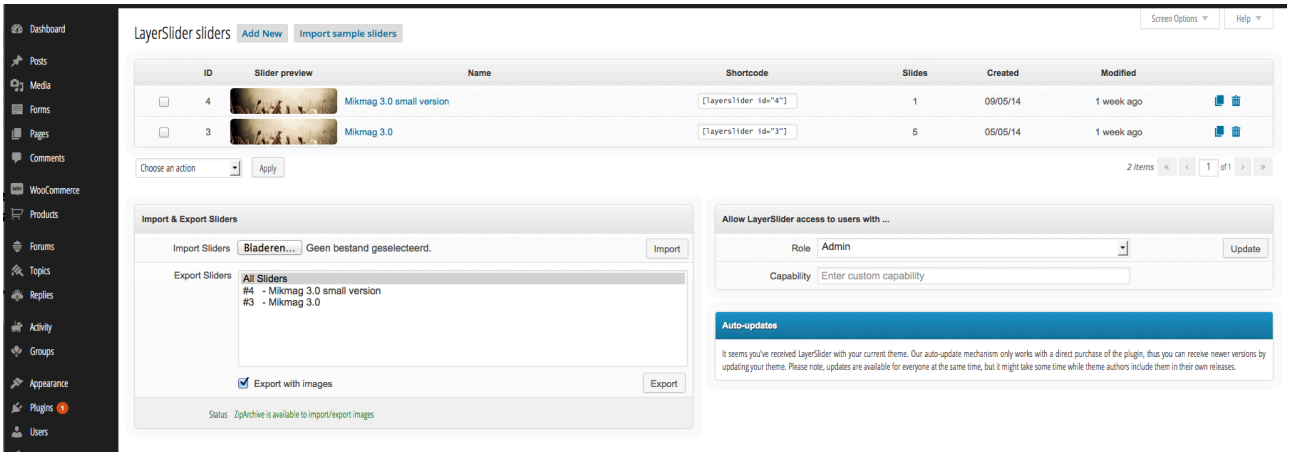 Dashboard
Posts
Media
Forms
Pages
Comments
WooCommerce
Products
Forums
Topics
Replies
Activity
Groups
Appearance
Plugins 1
Users
Screen Options
Help
LayerSlider sliders Add New Import sample sliders
ID Slider preview Name Shortcode Slides Created Modified
4 Mikmag 3.0 small version [layerslider id="4"] 1 09/05/14 1 week ago
3 Mikmag 3.0 [layerslider id="3"] 5 05/05/14 1 week ago
Choose an action Apply
2 items « ‹ 1 of 1 › »
Import & Export Sliders
Import Sliders Bladeren... Geen bestand geselecteerd. Import
Export Sliders All Sliders
#4 - Mikmag 3.0 small version
#3 - Mikmag 3.0
Export with images Export
Status ZipArchive is available to import/export images
Allow LayerSlider access to users with ...
Role Admin Update
Capability Enter custom capability
Auto-updates
It seems you've received LayerSlider with your current theme. Our auto-update mechanism only works with a direct purchase of the plugin, thus you can receive newer versions by
updating your theme. Please note, updates are available for everyone at the same time, but it might take some time while theme authors include them in their own releases.